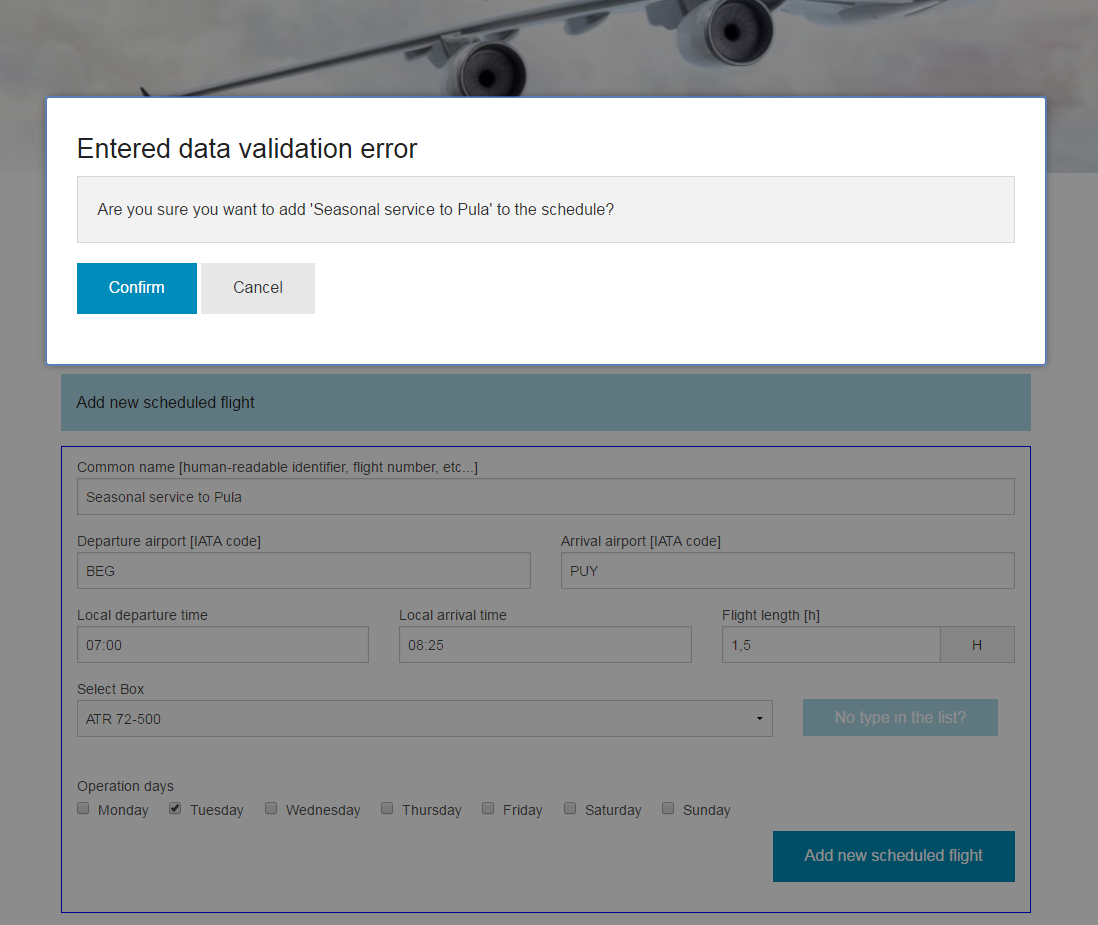 Entered data validation error
Are you sure you want to add 'Seasonal service to Pula' to the schedule?
Confirm Cancel
Add new scheduled flight
Common name [human-readable identifier, flight number, etc...]
Seasonal service to Pula
Departure airport [IATA code] Arrival airport [IATA code]
BEG PUY
Local departure time Local arrival time Flight length [h]
07:00 08:25 1,5 H
Select Box
ATR 72-500 No type in the list?
Operation days
Monday Tuesday Wednesday Thursday Friday Saturday Sunday
Add new scheduled flight